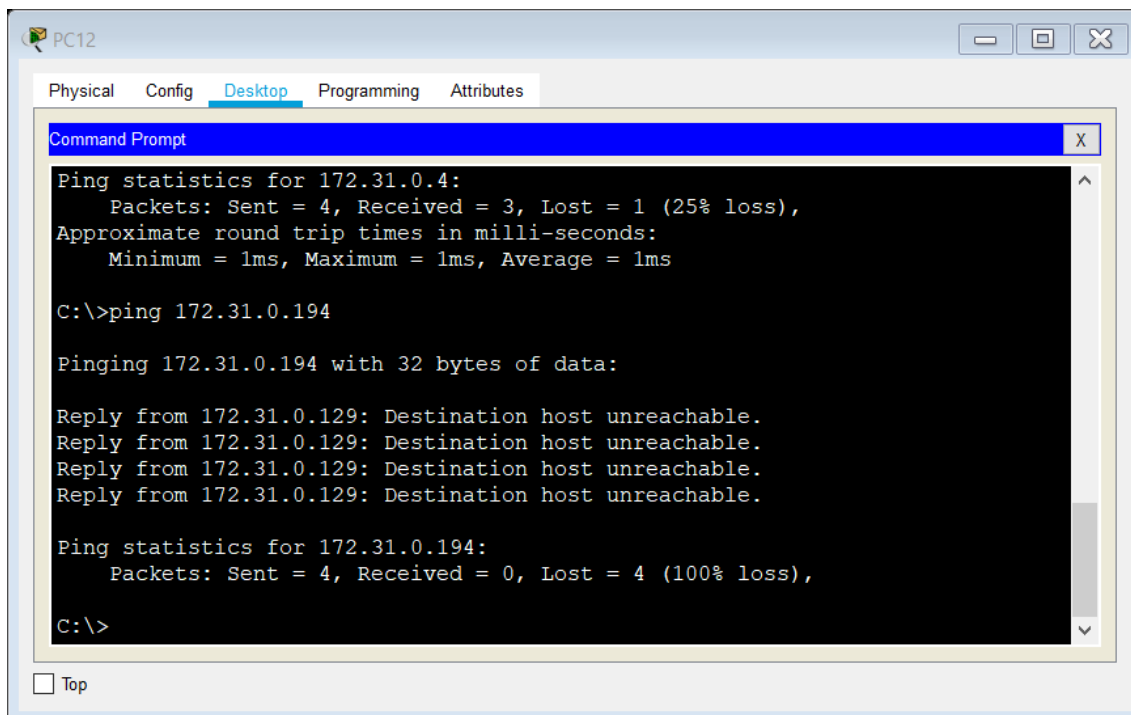 PC12
Physical Config Desktop Programming Attributes
Command Prompt X
Ping statistics for 172.31.0.4:
    Packets: Sent = 4, Received = 3, Lost = 1 (25% loss),
Approximate round trip times in milli-seconds:
    Minimum = 1ms, Maximum = 1ms, Average = 1ms
C:\>ping 172.31.0.194
Pinging 172.31.0.194 with 32 bytes of data:
Reply from 172.31.0.129: Destination host unreachable.
Reply from 172.31.0.129: Destination host unreachable.
Reply from 172.31.0.129: Destination host unreachable.
Reply from 172.31.0.129: Destination host unreachable.
Ping statistics for 172.31.0.194:
    Packets: Sent = 4, Received = 0, Lost = 4 (100% loss),
C:\>
Top